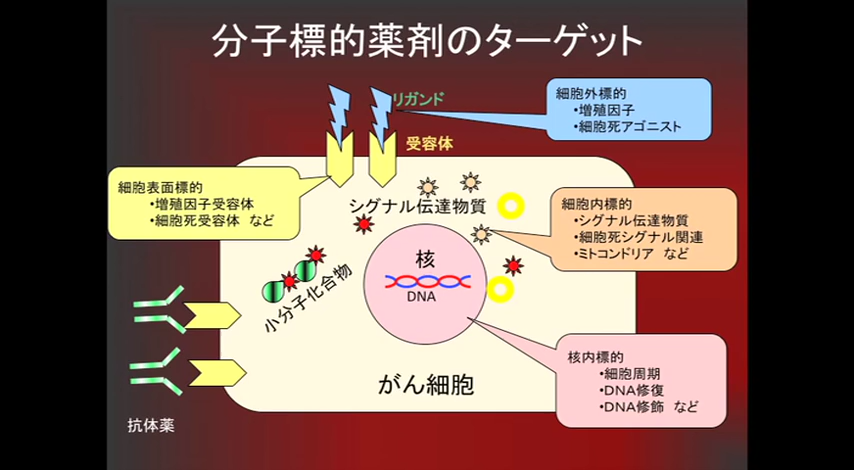 分子標的薬剤のターゲット
リガンド
細胞外標的
•増殖因子
•細胞死アゴニスト
受容体
細胞表面標的
•増殖因子受容体
•細胞死受容体 など
シグナル伝達物質
細胞内標的
•シグナル伝達物質
•細胞死シグナル関連
•ミトコンドリア など
核
DNA
小分子化合物
核内標的
•細胞周期
•DNA修復
•DNA修飾 など
がん細胞
抗体薬